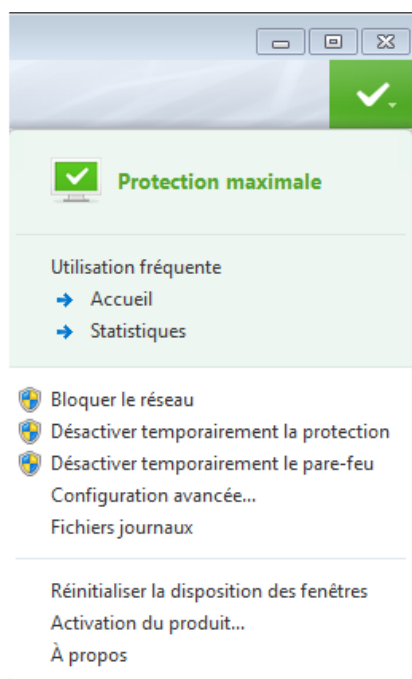 Protection maximale
Utilisation fréquente
Accueil
Statistiques
Bloquer le réseau
Désactiver temporairement la protection
Désactiver temporairement le pare-feu
Configuration avancée...
Fichiers journaux
Réinitialiser la disposition des fenêtres
Activation du produit...
À propos